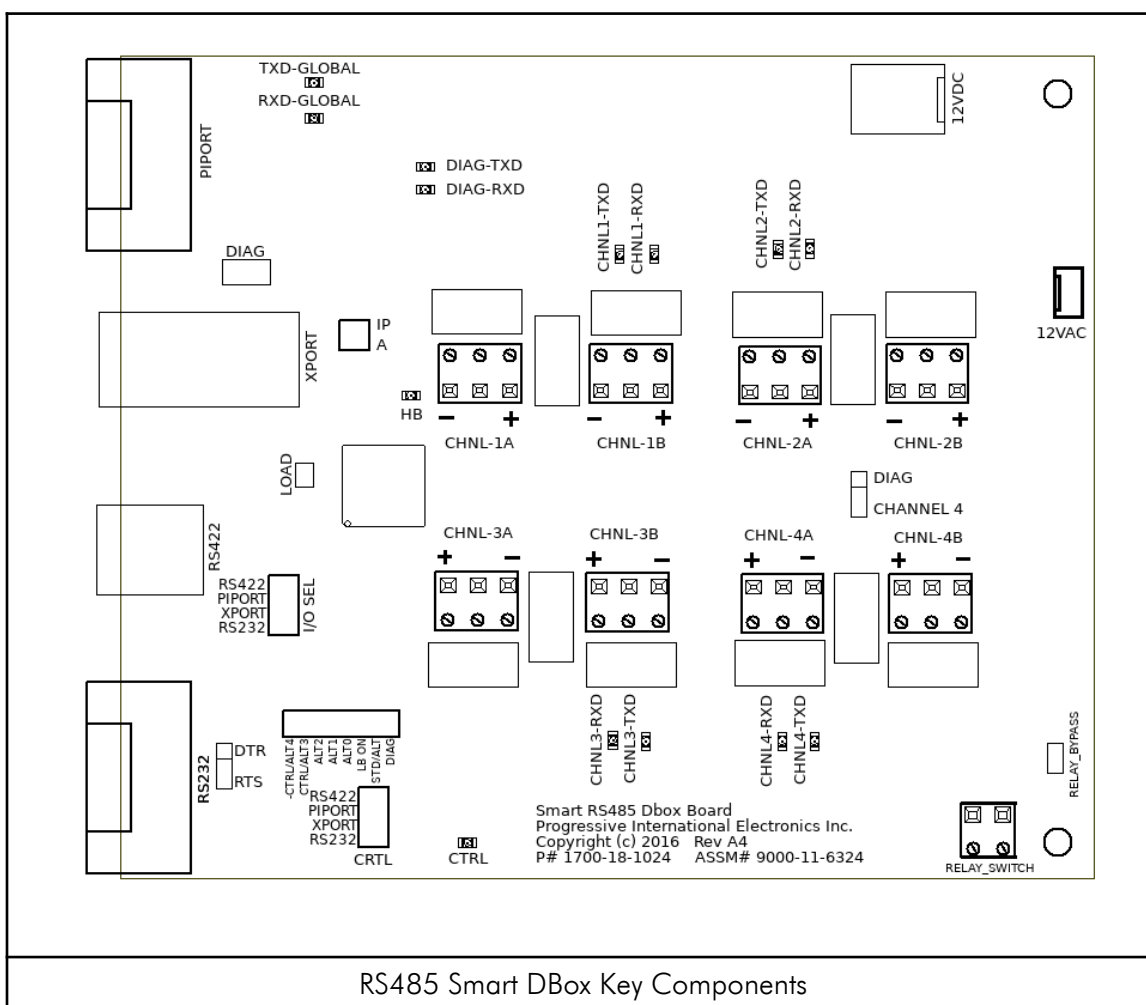 TXD-GLOBAL
RXD-GLOBAL
PIPORT
12VDC
DIAG-TXD
DIAG-RXD
CHNL1-TXD
CHNL1-RXD
CHNL2-TXD
CHNL2-RXD
DIAG
XPORT
IP
A
12VAC
HB
− +
− +
− +
− +
CHNL-1A
CHNL-1B
CHNL-2A
CHNL-2B
LOAD
DIAG
CHANNEL 4
RS422
CHNL-3A
CHNL-3B
CHNL-4A
CHNL-4B
+ −
+ −
+ −
+ −
RS422
PIPORT
XPORT
RS232
I/O SEL
CHNL3-RXD
CHNL3-TXD
CHNL4-RXD
CHNL4-TXD
RELAY_BYPASS
RS232
DTR
RTS
-CTRL/ALT4
CTRL/ALT3
ALT2
ALT1
ALT0
LB ON
STD/ALT
DIAG
RS422
PIPORT
XPORT
RS232
CRTL
CTRL
Smart RS485 Dbox Board
Progressive International Electronics Inc.
Copyright (c) 2016 Rev A4
P# 1700-18-1024 ASSM# 9000-11-6324
RELAY_SWITCH
RS485 Smart DBox Key Components